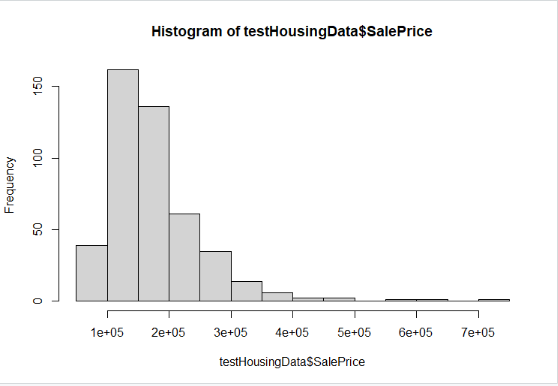 Histogram of testHousingData$SalePrice
Frequency
150
100
50
0
1e+05 2e+05 3e+05 4e+05 5e+05 6e+05 7e+05
testHousingData$SalePrice